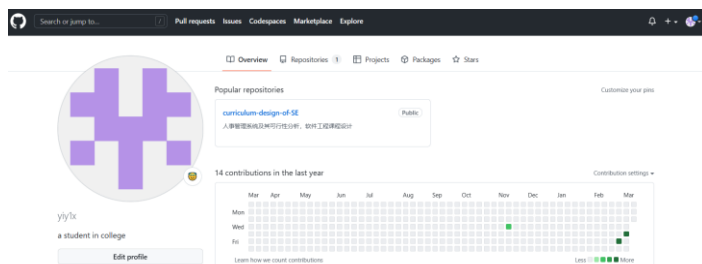 Search or jump to... / Pull requests Issues Codespaces Marketplace Explore
Overview Repositories 1 Projects Packages Stars
Popular repositories Customize your pins
curriculum-design-of-SE Public
人事管理系统及其可行性分析，软件工程课程设计
14 contributions in the last year Contribution settings
Mar Apr May Jun Jul Aug Sep Oct Nov Dec Jan Feb Mar
Mon
Wed
Fri
Learn how we count contributions Less More
yiy1x
a student in college
Edit profile